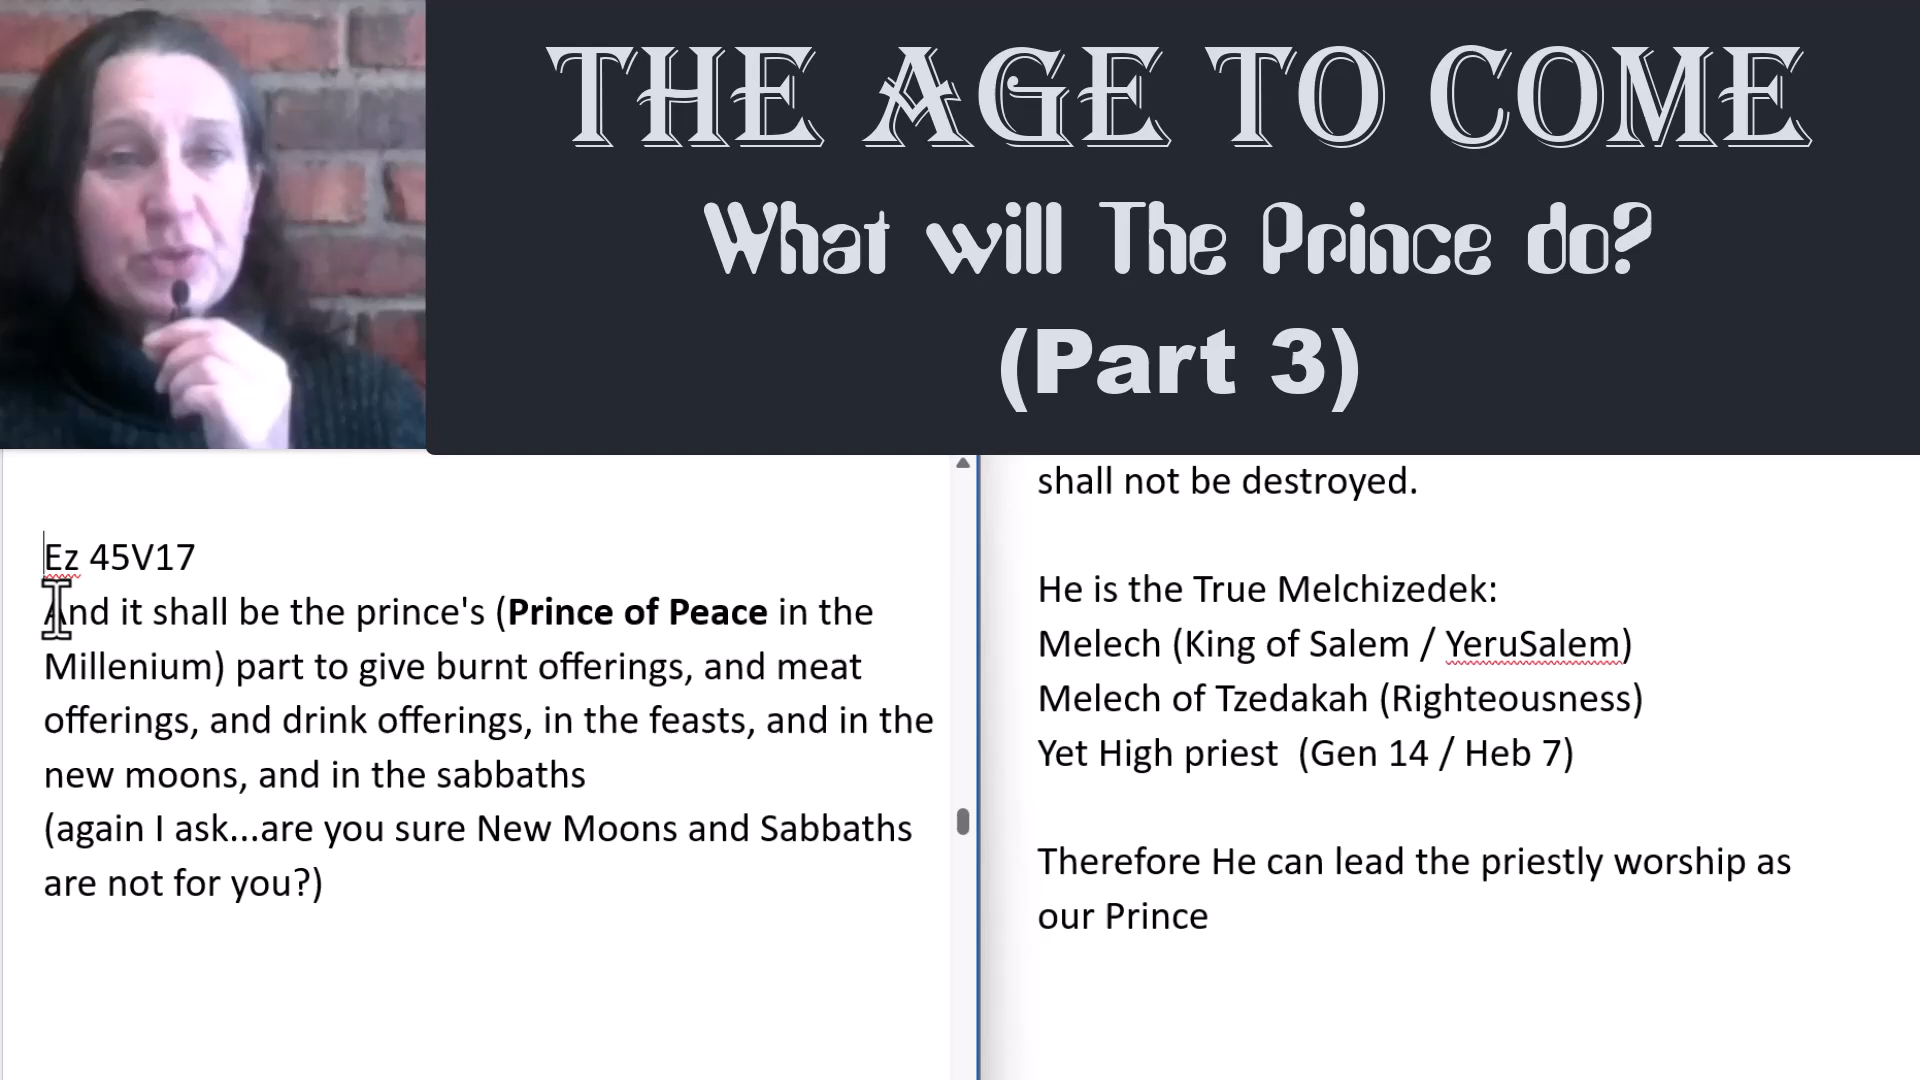 THE AGE TO COME
What will The Prince do?
(Part 3)
Ez 45V17
And it shall be the prince's (Prince of Peace in the
Millenium) part to give burnt offerings, and meat
offerings, and drink offerings, in the feasts, and in the
new moons, and in the sabbaths
(again I ask...are you sure New Moons and Sabbaths
are not for you?)
shall not be destroyed.
He is the True Melchizedek:
Melech (King of Salem / YeruSalem)
Melech of Tzedakah (Righteousness)
Yet High priest  (Gen 14 / Heb 7)
Therefore He can lead the priestly worship as
our Prince